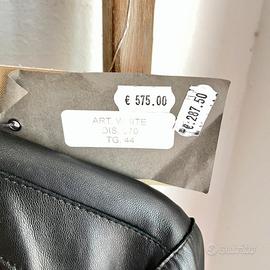 € 575.00
€.287.50
ART.
DIS.
TG. 44
subito